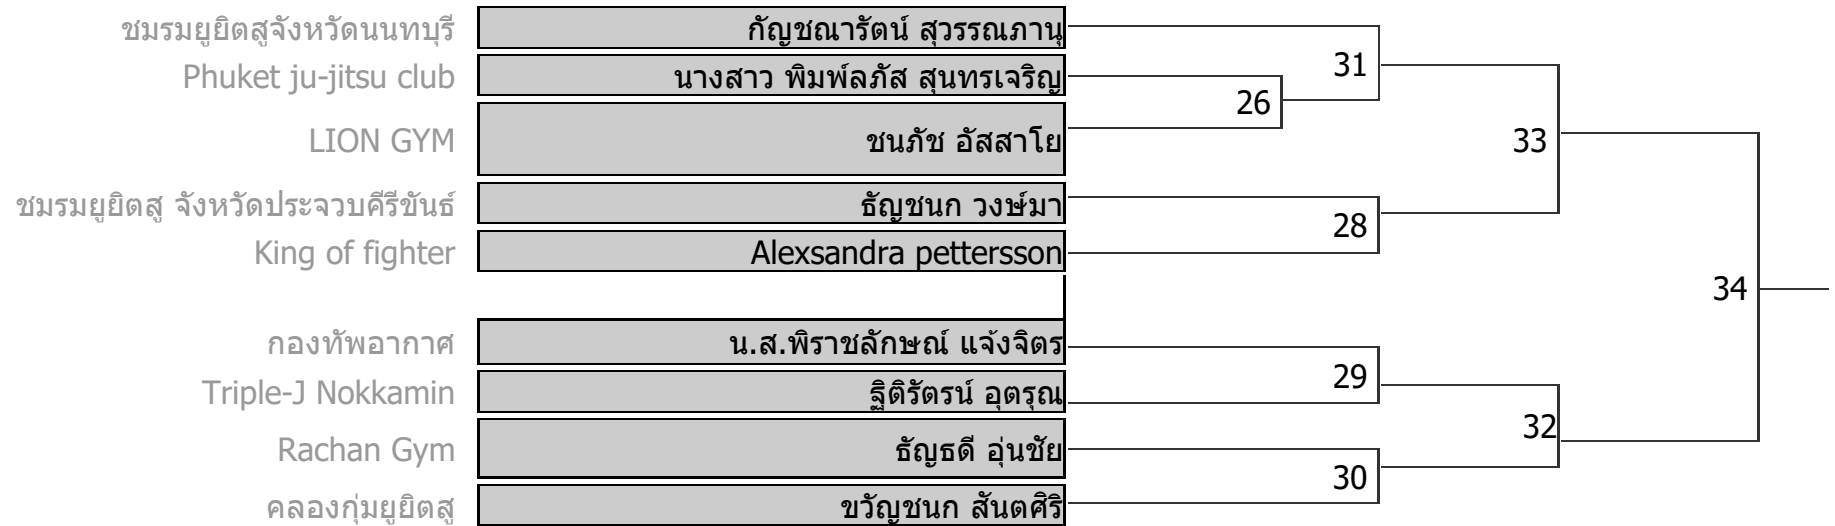 ชมรมยูยิตสูจังหวัดนนทบุรี กัญชณารัตน์ สุวรรณภานุ
31
Phuket ju-jitsu club นางสาว พิมพ์ลภัส สุนทรเจริญ
26
LION GYM ชนภัช อัสสาโย
33
ชมรมยูยิตสู จังหวัดประจวบคีรีขันธ์ ธัญชนก วงษ์มา
28
King of fighter Alexsandra pettersson
34
กองทัพอากาศ น.ส.พิราชลักษณ์ แจ้งจิตร
29
Triple-J Nokkamin ฐิติรัตรน์ อุตรุณ
32
Rachan Gym ธัญธดี อุ่นชัย
30
คลองกุ่มยูยิตสู ขวัญชนก สันตศิริ